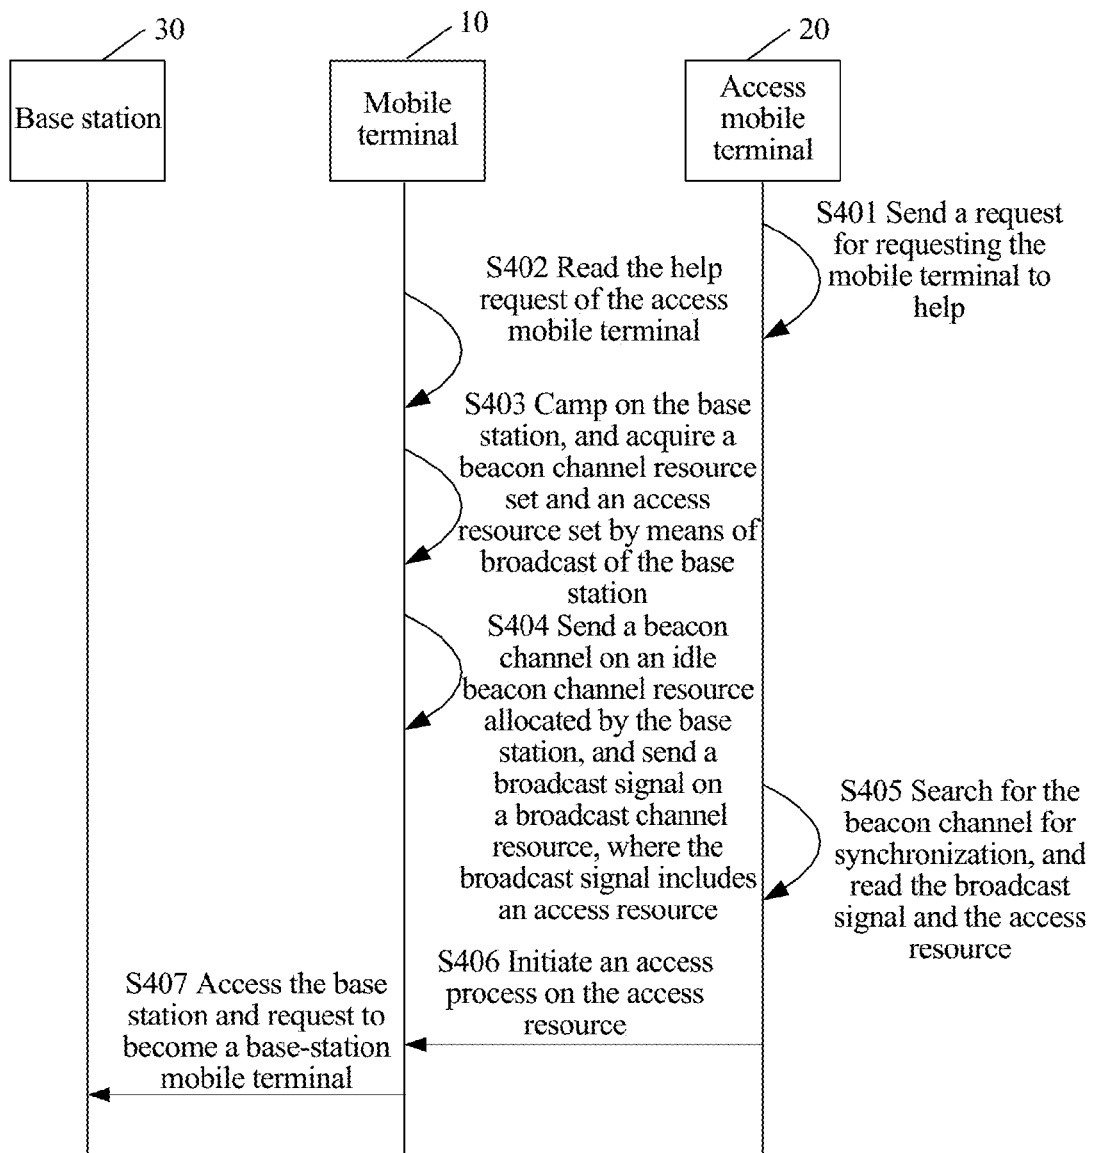 30
10
20
Base station
Mobile
terminal
Access
mobile
terminal
S401 Send a request
for requesting the
mobile terminal to
help
S402 Read the help
request of the access
mobile terminal
S403 Camp on the base
station, and acquire a
beacon channel resource
set and an access
resource set by means of
broadcast of the base
station
S404 Send a beacon
channel on an idle
beacon channel resource
allocated by the base
station, and send a
broadcast signal on
a broadcast channel
resource, where the
broadcast signal includes
an access resource
S405 Search for the
beacon channel for
synchronization, and
read the broadcast
signal and the access
resource
S406 Initiate an access
process on the access
resource
S407 Access the base
station and request to
become a base-station
mobile terminal